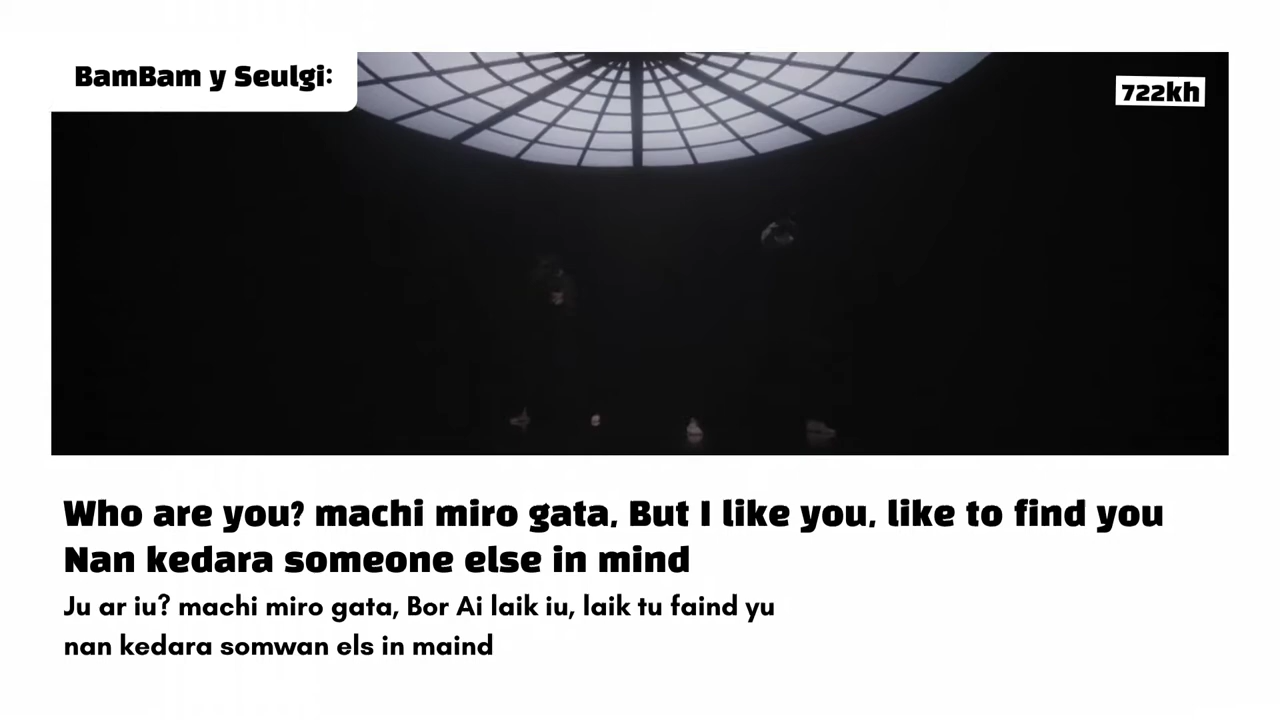 BamBam y Seulgi:
722kh
Who are you? machi miro gata, But I like you, like to find you
Nan kedara someone else in mind
Ju ar iu? machi miro gata, Bor Ai laik iu, laik tu faind yu
nan kedara somwan els in maind